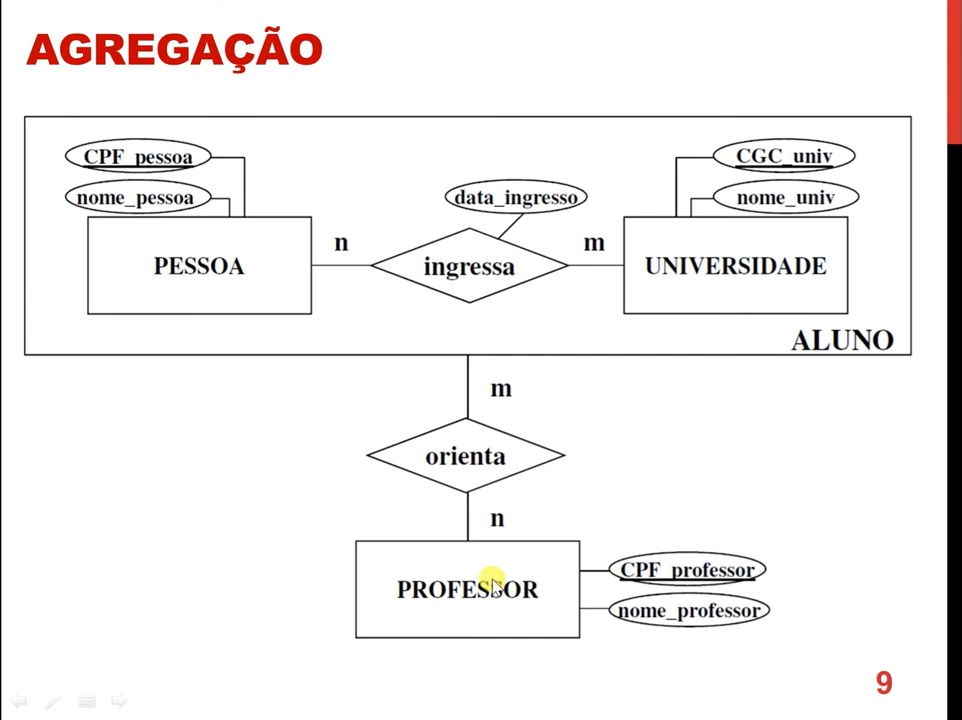 AGREGAÇÃO
CPF_pessoa
CGC_univ
nome_pessoa
data_ingresso
nome_univ
n
m
PESSOA
ingressa
UNIVERSIDADE
ALUNO
m
orienta
n
CPF_professor
PROFESSOR
nome_professor
9